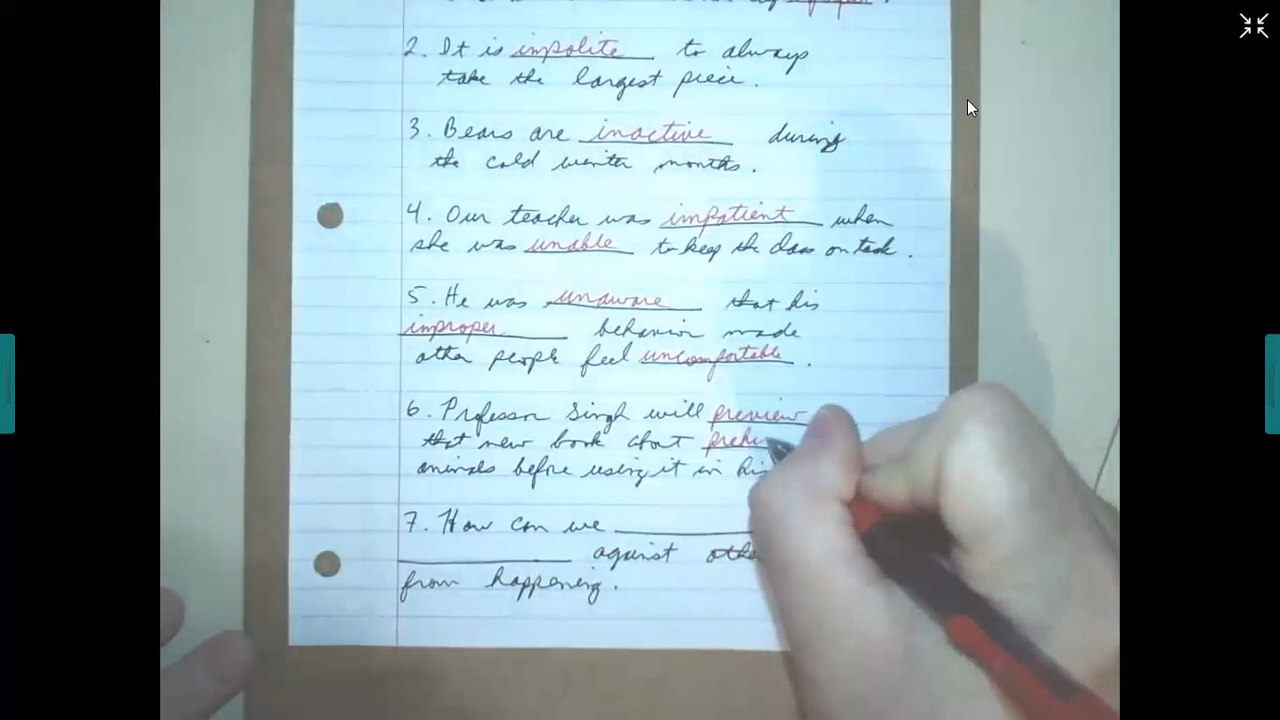 2. It is impolite to always
take the largest piece.
3. Bears are inactive during
the cold winter months.
4. Our teacher was impatient when
she was unable to keep the class on task.
5. He was unaware that his
improper behavior made
other people feel uncomfortable.
6. Professor Singh will preview
that new book about prehi
animals before using it in his
7. How can we
against othe
from happening.